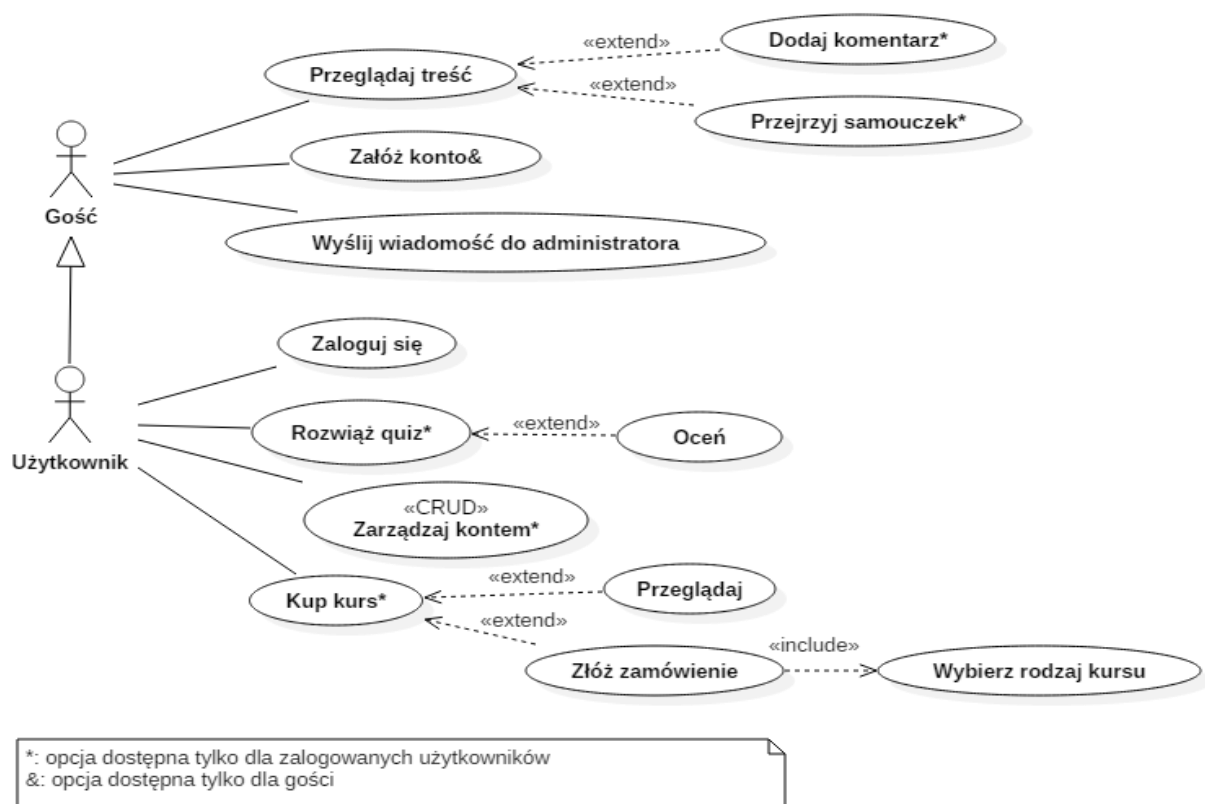 «extend»
Dodaj komentarz*
Przeglądaj treść
«extend»
Przejrzyj samouczek*
Załóż konto&
Gość
Wyślij wiadomość do administratora
Zaloguj się
Rozwiąż quiz*
«extend»
Oceń
Użytkownik
«CRUD»
Zarządzaj kontem*
Kup kurs*
«extend»
Przeglądaj
«extend»
Złóż zamówienie
«include»
Wybierz rodzaj kursu
*: opcja dostępna tylko dla zalogowanych użytkowników
&: opcja dostępna tylko dla gości